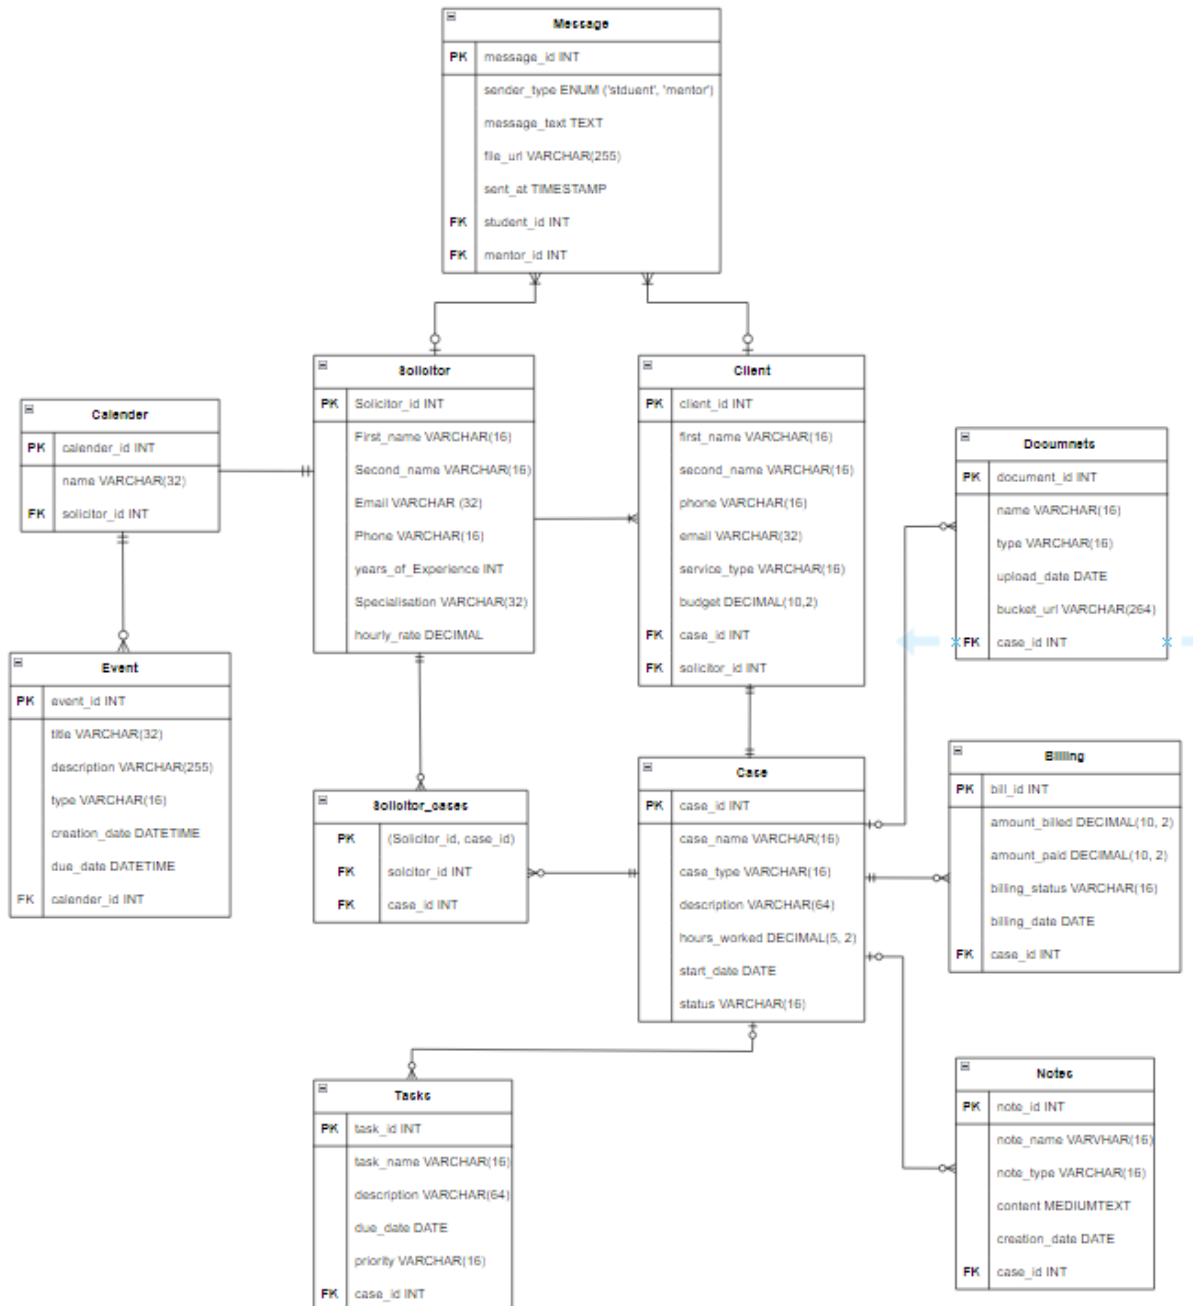 Message
PK message_id INT
sender_type ENUM ('stduent', 'mentor')
message_text TEXT
file_url VARCHAR(255)
sent_at TIMESTAMP
FK student_id INT
FK mentor_id INT
Solicitor
PK Solicitor_id INT
First_name VARCHAR(16)
Second_name VARCHAR(16)
Email VARCHAR (32)
Phone VARCHAR(16)
years_of_Experience INT
Specialisation VARCHAR(32)
hourly_rate DECIMAL
Client
PK client_id INT
first_name VARCHAR(16)
second_name VARCHAR(16)
phone VARCHAR(16)
email VARCHAR(32)
service_type VARCHAR(16)
budget DECIMAL(10,2)
FK case_id INT
FK solicitor_id INT
Calender
PK calender_id INT
name VARCHAR(32)
FK solicitor_id INT
Documnets
PK document_id INT
name VARCHAR(16)
type VARCHAR(16)
upload_date DATE
bucket_url VARCHAR(264)
FK case_id INT
Event
PK event_id INT
title VARCHAR(32)
description VARCHAR(255)
type VARCHAR(16)
creation_date DATETIME
due_date DATETIME
FK calender_id INT
Solicitor_cases
PK (Solicitor_id, case_id)
FK solcitor_id INT
FK case_id INT
Case
PK case_id INT
case_name VARCHAR(16)
case_type VARCHAR(16)
description VARCHAR(64)
hours_worked DECIMAL(5, 2)
start_date DATE
status VARCHAR(16)
Billing
PK bill_id INT
amount_billed DECIMAL(10, 2)
amount_paid DECIMAL(10, 2)
billing_status VARCHAR(16)
billing_date DATE
FK case_id INT
Tasks
PK task_id INT
task_name VARCHAR(16)
description VARCHAR(64)
due_date DATE
priority VARCHAR(16)
FK case_id INT
Notes
PK note_id INT
note_name VARVHAR(16)
note_type VARCHAR(16)
content MEDIUMTEXT
creation_date DATE
FK case_id INT